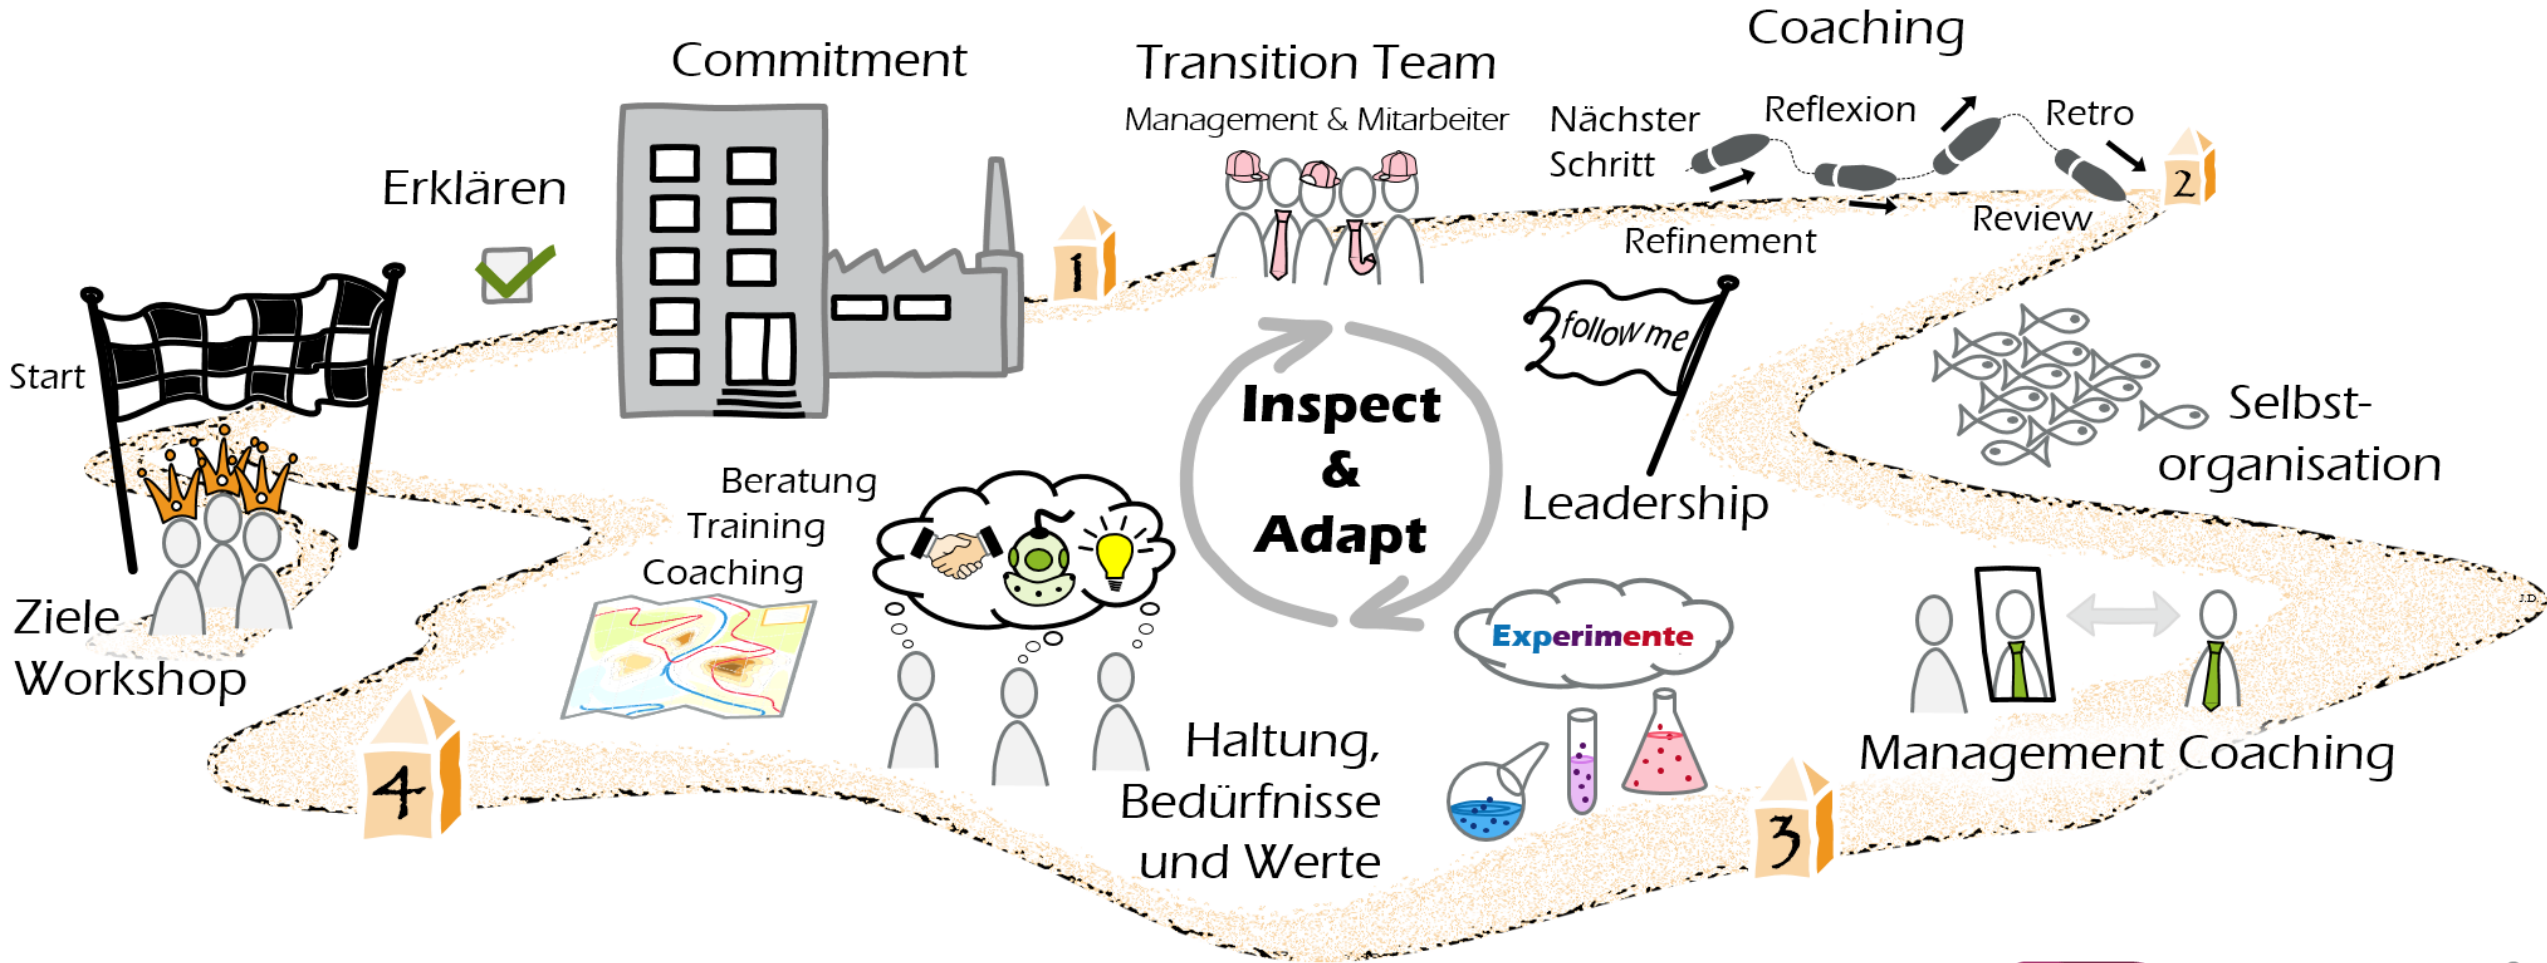 Start
Ziele
Workshop
Erklären
Commitment
1
Transition Team
Management & Mitarbeiter
Coaching
Nächster
Schritt
Reflexion
Retro
Refinement
Review
2
follow me
Leadership
Selbst-
organisation
Inspect
&
Adapt
J.D.
Management Coaching
3
Experimente
Haltung,
Bedürfnisse
und Werte
Beratung
Training
Coaching
4